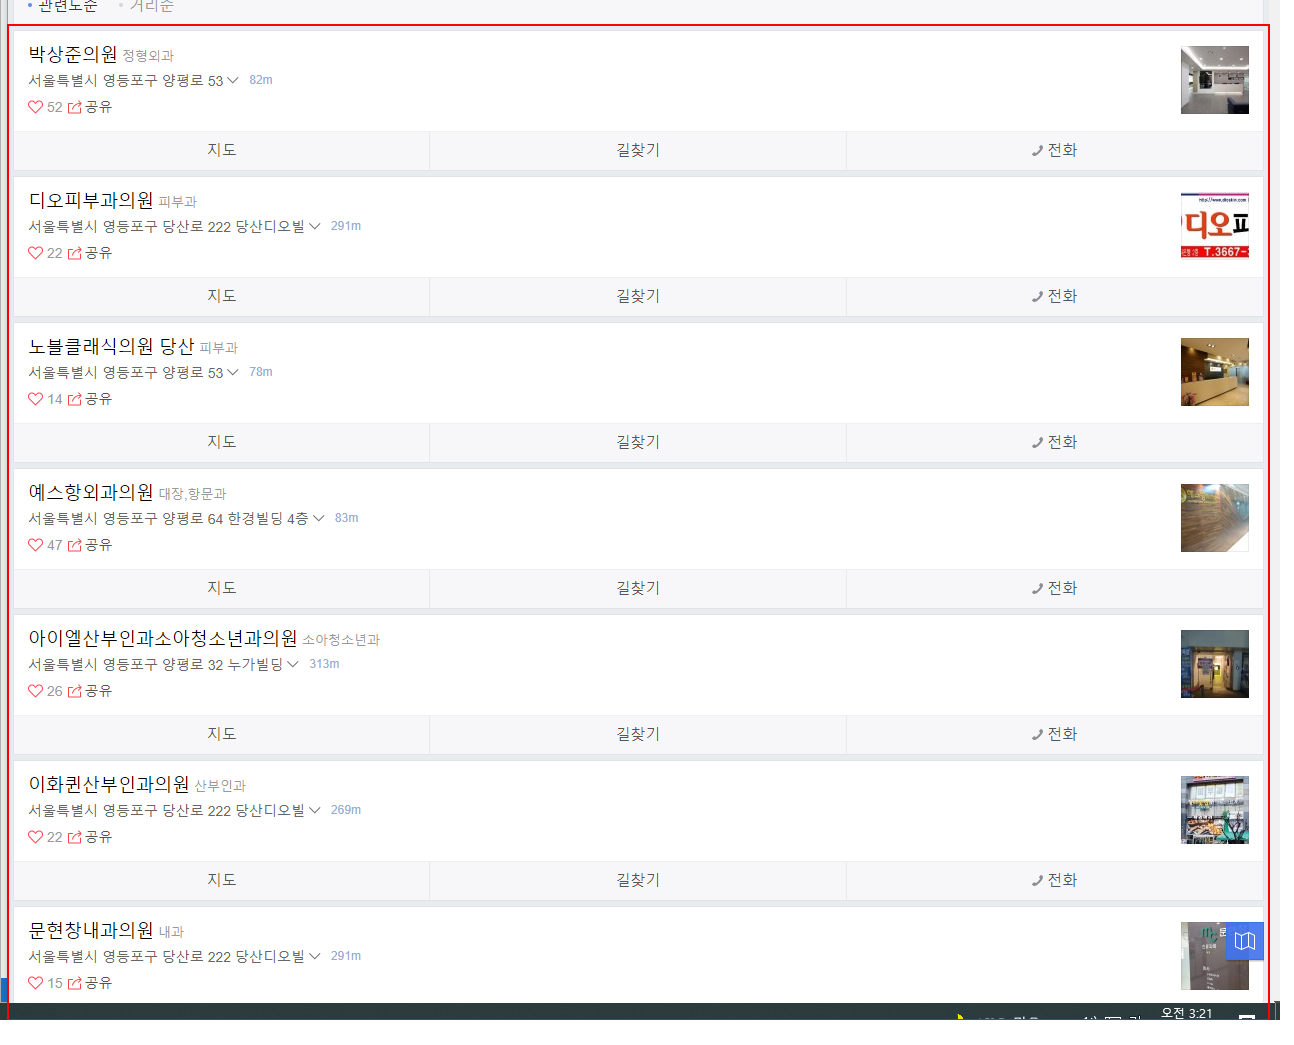 관련도순 거리순
박상준의원 정형외과
서울특별시 영등포구 양평로 53 82m
52 공유
지도 길찾기 전화
디오피부과의원 피부과
서울특별시 영등포구 당산로 222 당산디오빌 291m
22 공유
http://www.dioskin.com
디오피
T.3667-
지도 길찾기 전화
노블클래식의원 당산 피부과
서울특별시 영등포구 양평로 53 78m
14 공유
지도 길찾기 전화
예스항외과의원 대장,항문과
서울특별시 영등포구 양평로 64 한경빌딩 4층 83m
47 공유
지도 길찾기 전화
아이엘산부인과소아청소년과의원 소아청소년과
서울특별시 영등포구 양평로 32 누가빌딩 313m
26 공유
지도 길찾기 전화
이화퀸산부인과의원 산부인과
서울특별시 영등포구 당산로 222 당산디오빌 269m
22 공유
지도 길찾기 전화
문현창내과의원 내과
서울특별시 영등포구 당산로 222 당산디오빌 291m
15 공유
오전 3:21